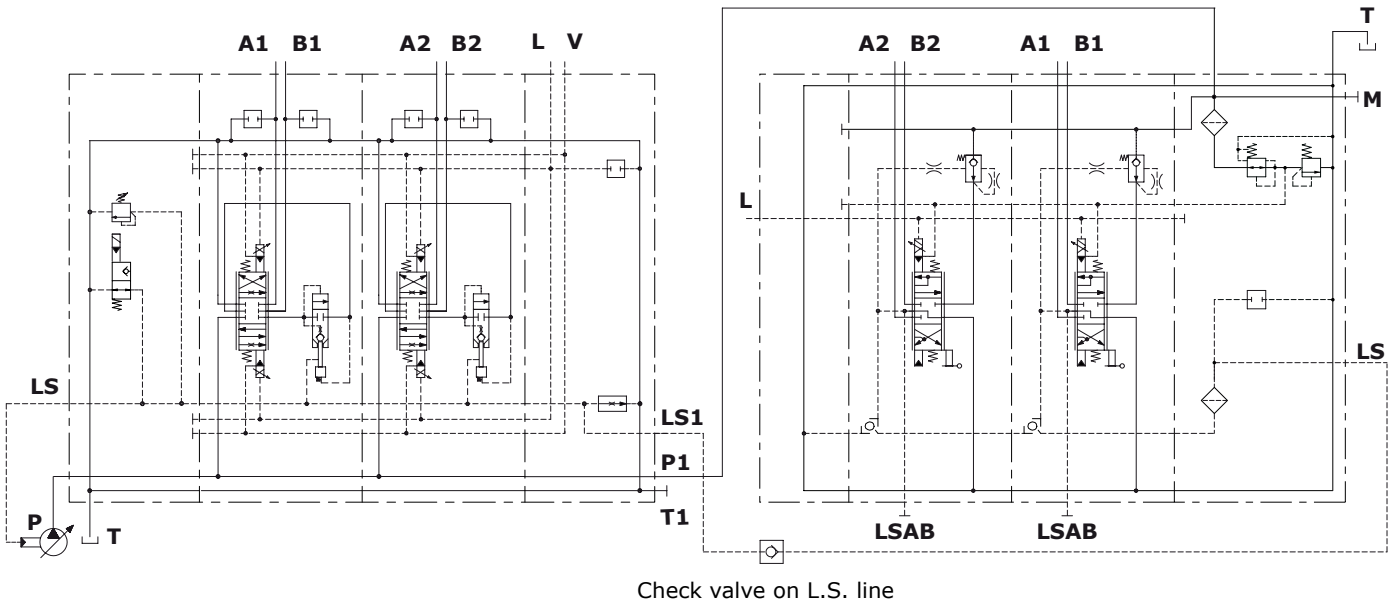 T
A1 B1 A2 B2 L V
A2 B2 A1 B1
M
L
LS
LS
LS1
P1
T1
P
T
LSAB
LSAB
Check valve on L.S. line